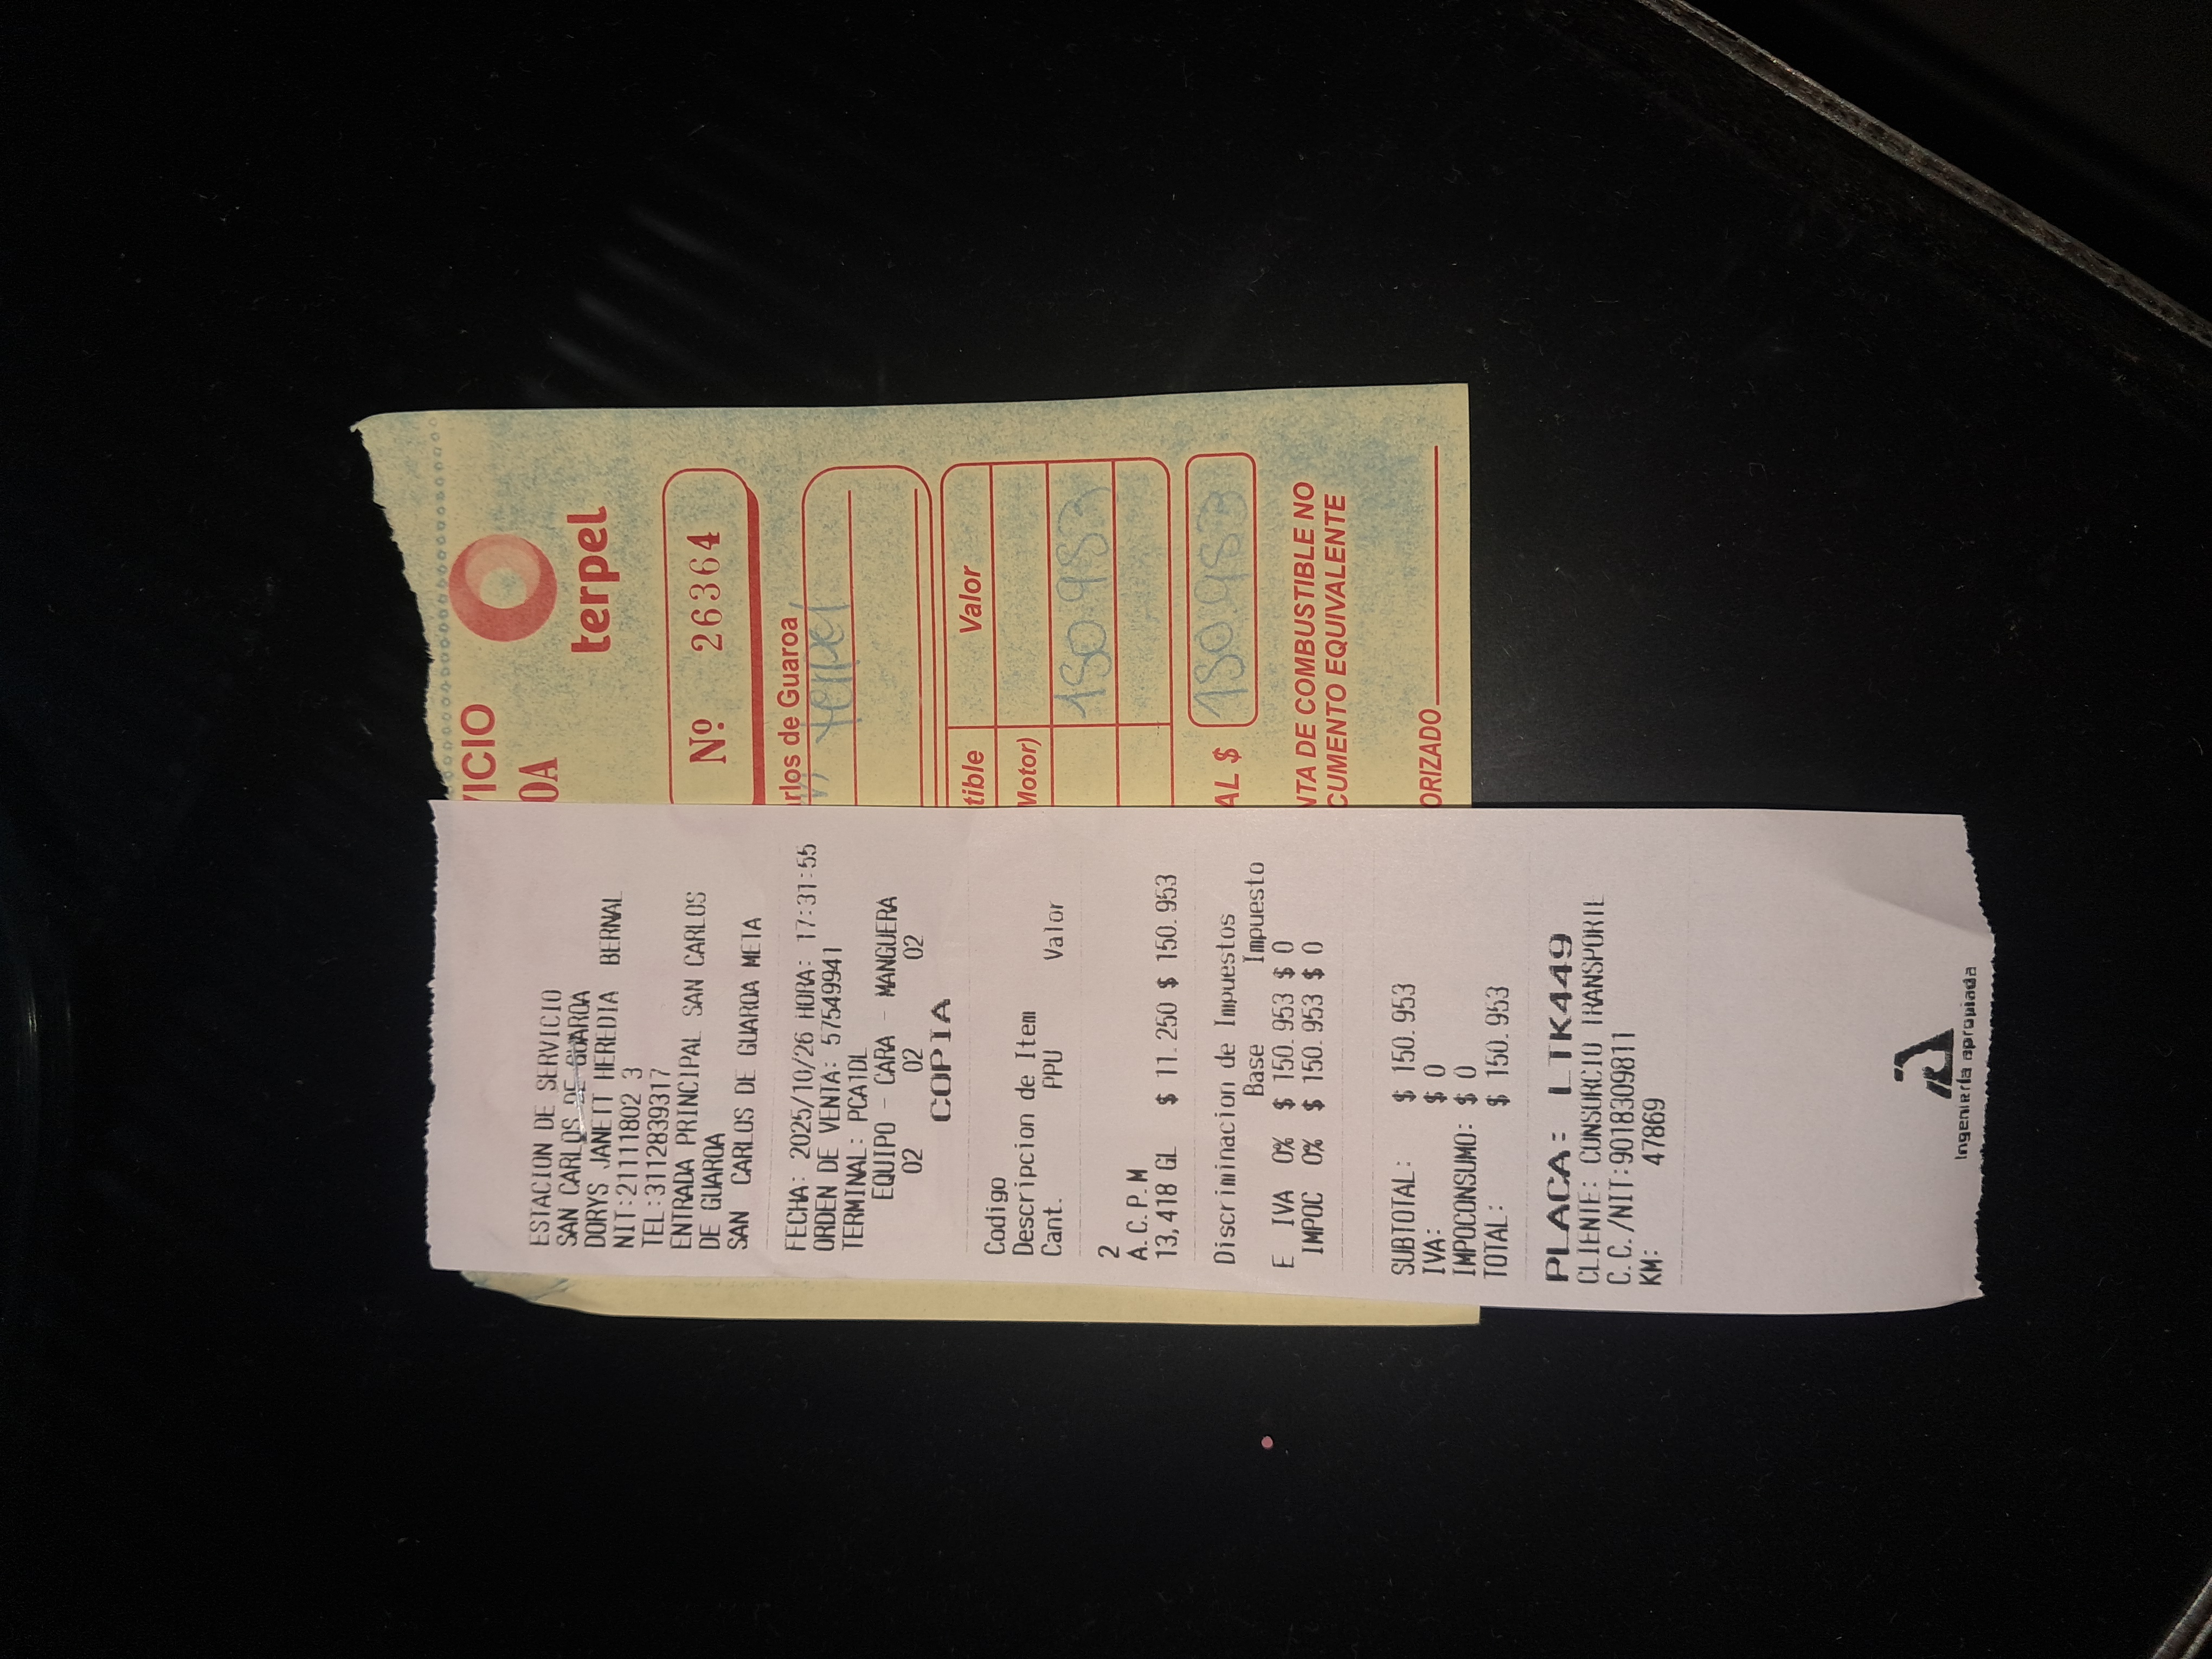 ESTACION DE SERVICIO
SAN CARLOS DE GUAROA
DORYS JANETT HEREDIA BERNAL
NIT:21111802 3
TEL:3112839317
ENTRADA PRINCIPAL SAN CARLOS
DE GUAROA
SAN CARLOS DE GUAROA META
FECHA: 2025/10/26 HORA: 17:31:55
ORDEN DE VENTA: 57549941
TERMINAL: PCA1DL
EQUIPO - CARA - MANGUERA
02 02 02
COPIA
Codigo
Descripcion de Item
Cant. PPU Valor
2
A.C.P.M
13,418 GL $ 11.250 $ 150.953
Discriminacion de Impuestos
Base Impuesto
E IVA 0% $ 150.953 $ 0
IMPOC 0% $ 150.953 $ 0
SUBTOTAL: $ 150.953
IVA: $ 0
IMPOCONSUMO: $ 0
TOTAL: $ 150.953
PLACA: LTK449
CLIENTE: CONSORCIO TRANSPORTE
C.C./NIT:9018309811
KM: 47869
Ingeniería apropiada
VICIO
OA
terpel
Nº 26364
rlos de Guaroa,
terpel
tible Valor
Motor)
150.953
AL $ 150.953
NTA DE COMBUSTIBLE NO
CUMENTO EQUIVALENTE
ORIZADO